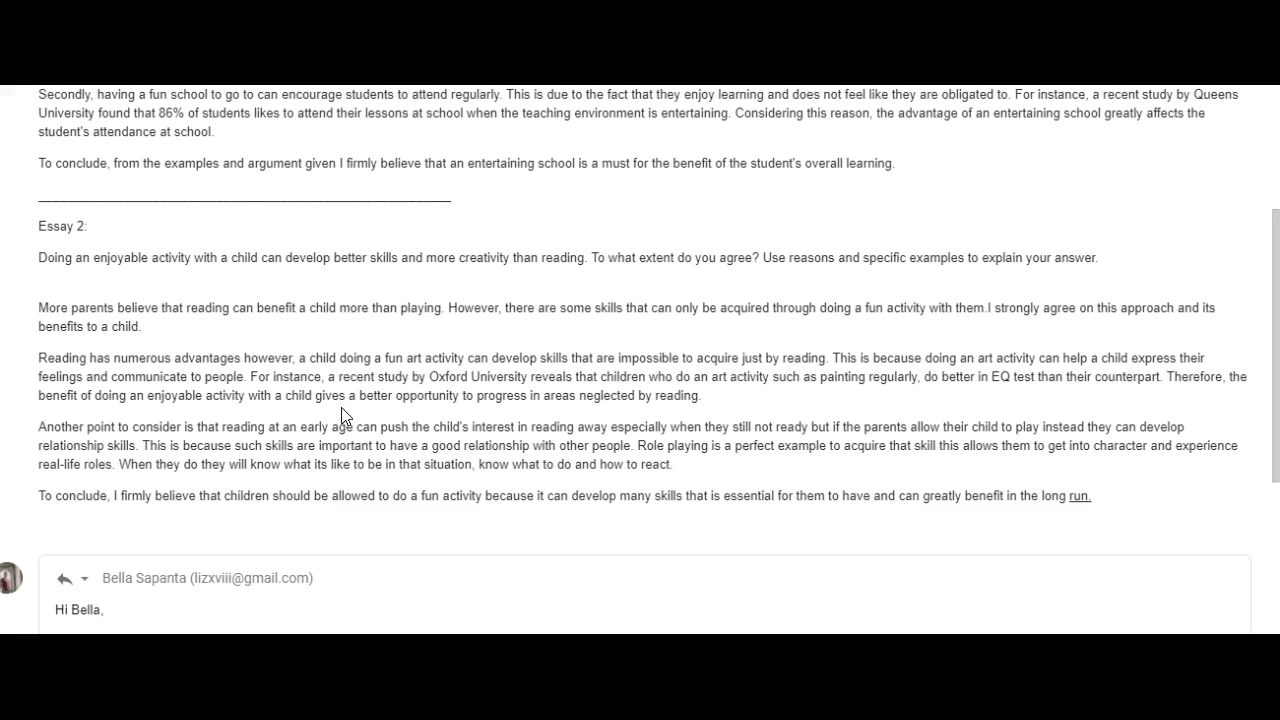 Secondly, having a fun school to go to can encourage students to attend regularly. This is due to the fact that they enjoy learning and does not feel like they are obligated to. For instance, a recent study by Queens
University found that 86% of students likes to attend their lessons at school when the teaching environment is entertaining. Considering this reason, the advantage of an entertaining school greatly affects the
student's attendance at school.
To conclude, from the examples and argument given I firmly believe that an entertaining school is a must for the benefit of the student's overall learning.
Essay 2:
Doing an enjoyable activity with a child can develop better skills and more creativity than reading. To what extent do you agree? Use reasons and specific examples to explain your answer.
More parents believe that reading can benefit a child more than playing. However, there are some skills that can only be acquired through doing a fun activity with them.I strongly agree on this approach and its
benefits to a child.
Reading has numerous advantages however, a child doing a fun art activity can develop skills that are impossible to acquire just by reading. This is because doing an art activity can help a child express their
feelings and communicate to people. For instance, a recent study by Oxford University reveals that children who do an art activity such as painting regularly, do better in EQ test than their counterpart. Therefore, the
benefit of doing an enjoyable activity with a child gives a better opportunity to progress in areas neglected by reading.
Another point to consider is that reading at an early age can push the child's interest in reading away especially when they still not ready but if the parents allow their child to play instead they can develop
relationship skills. This is because such skills are important to have a good relationship with other people. Role playing is a perfect example to acquire that skill this allows them to get into character and experience
real-life roles. When they do they will know what its like to be in that situation, know what to do and how to react.
To conclude, I firmly believe that children should be allowed to do a fun activity because it can develop many skills that is essential for them to have and can greatly benefit in the long run.
Bella Sapanta (lizxviii@gmail.com)
Hi Bella,